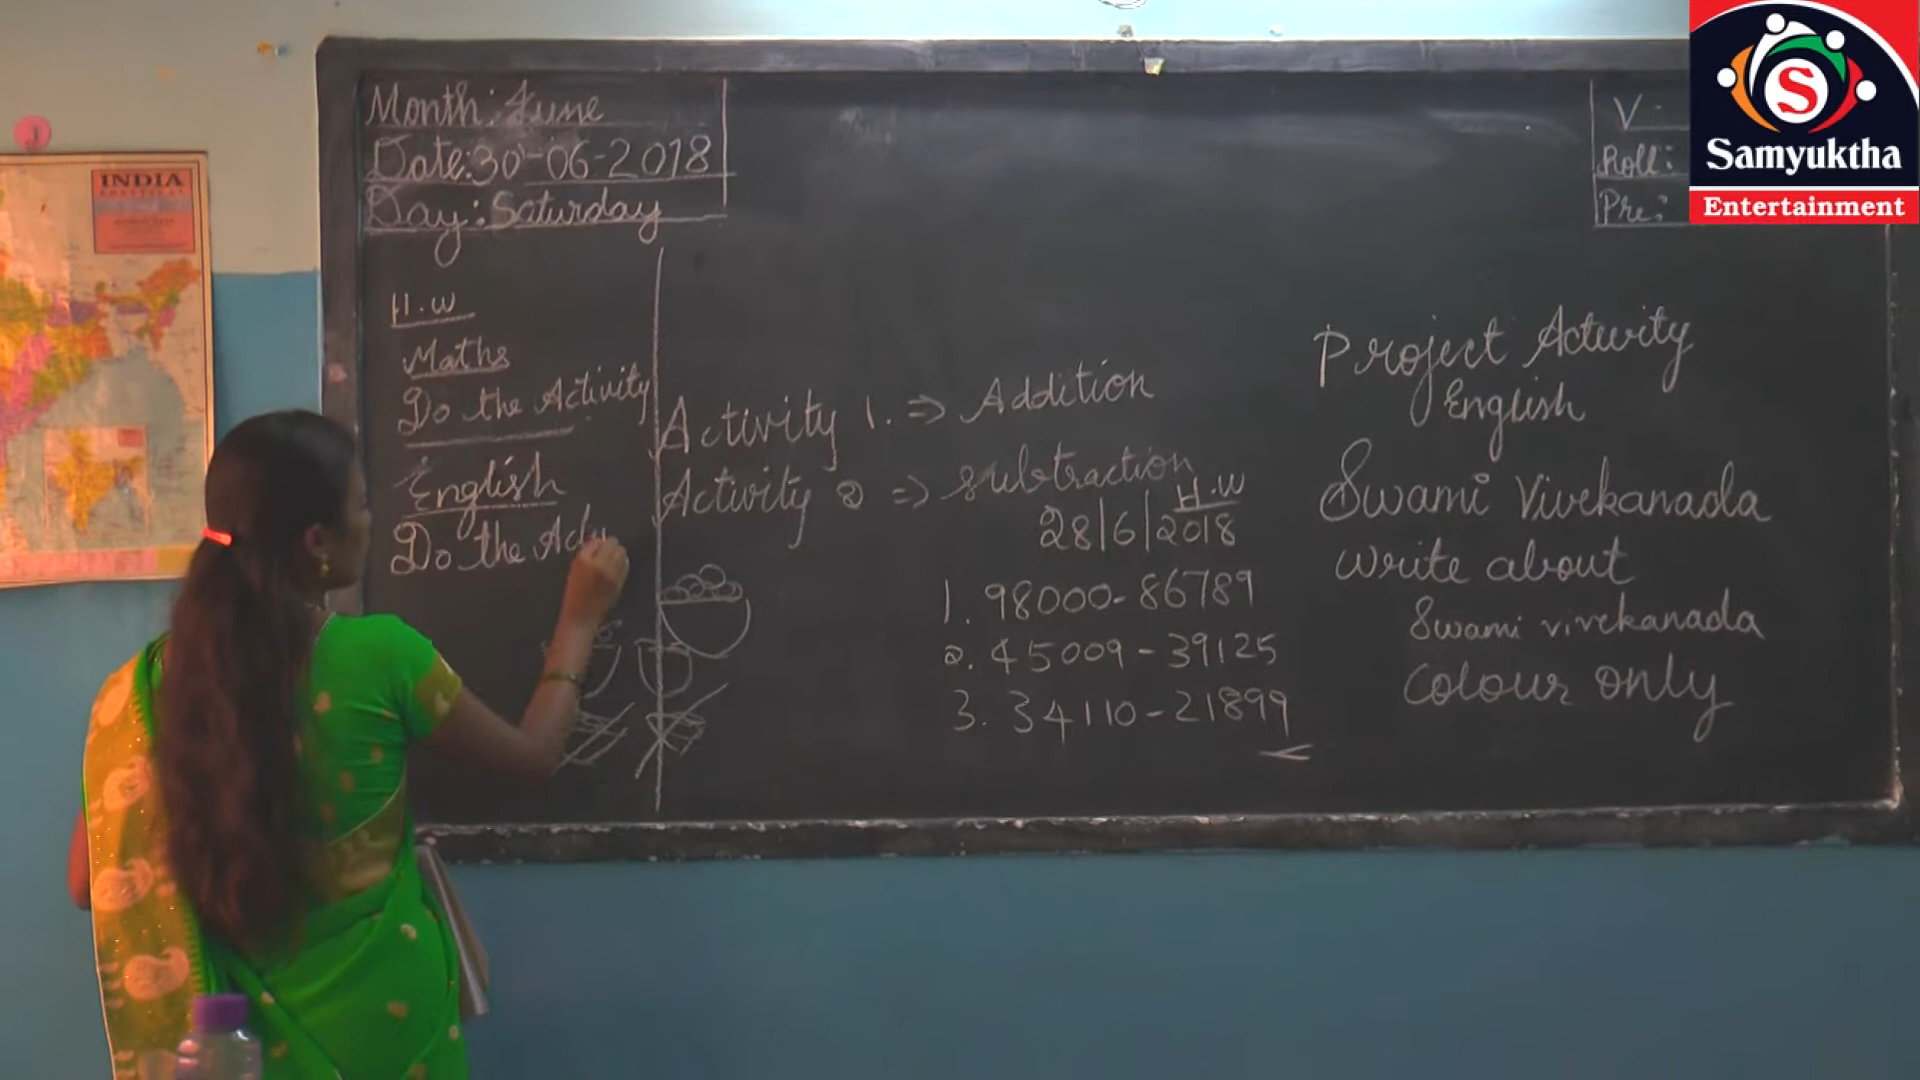 Month: June
Date: 30-06-2018
Day: Saturday
H.W
Maths
Do the Activity
English
Do the Activ
Activity 1. ⇒ Addition
Activity 2 ⇒ subtraction
H.W
28/6/2018
1. 98000-86789
2. 45009-39125
3. 34110-21899
Project Activity
English
Swami Vivekanada
write about
Swami vivekanada
colour only
V
Roll:
Pre:
INDIA
S
Samyuktha
Entertainment